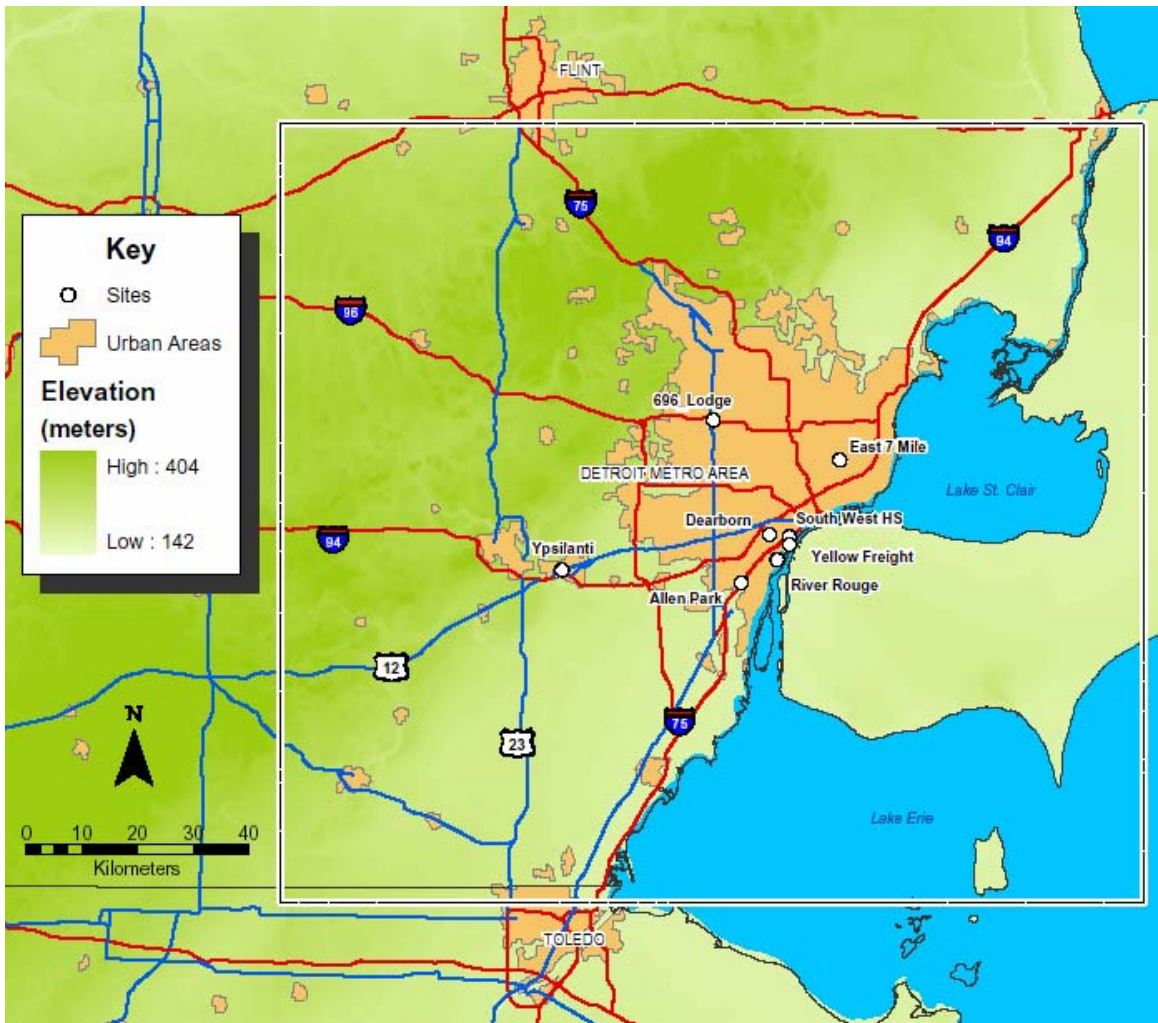 FLINT
75
94
Key
Sites
Urban Areas
Elevation
(meters)
High : 404
Low : 142
96
696_Lodge
East 7 Mile
DETROIT METRO AREA
Lake St. Clair
Dearborn
South West HS
94
Ypsilanti
Yellow Freight
River Rouge
Allen Park
12
N
75
23
0 10 20 30 40
Kilometers
Lake Erie
TOLEDO